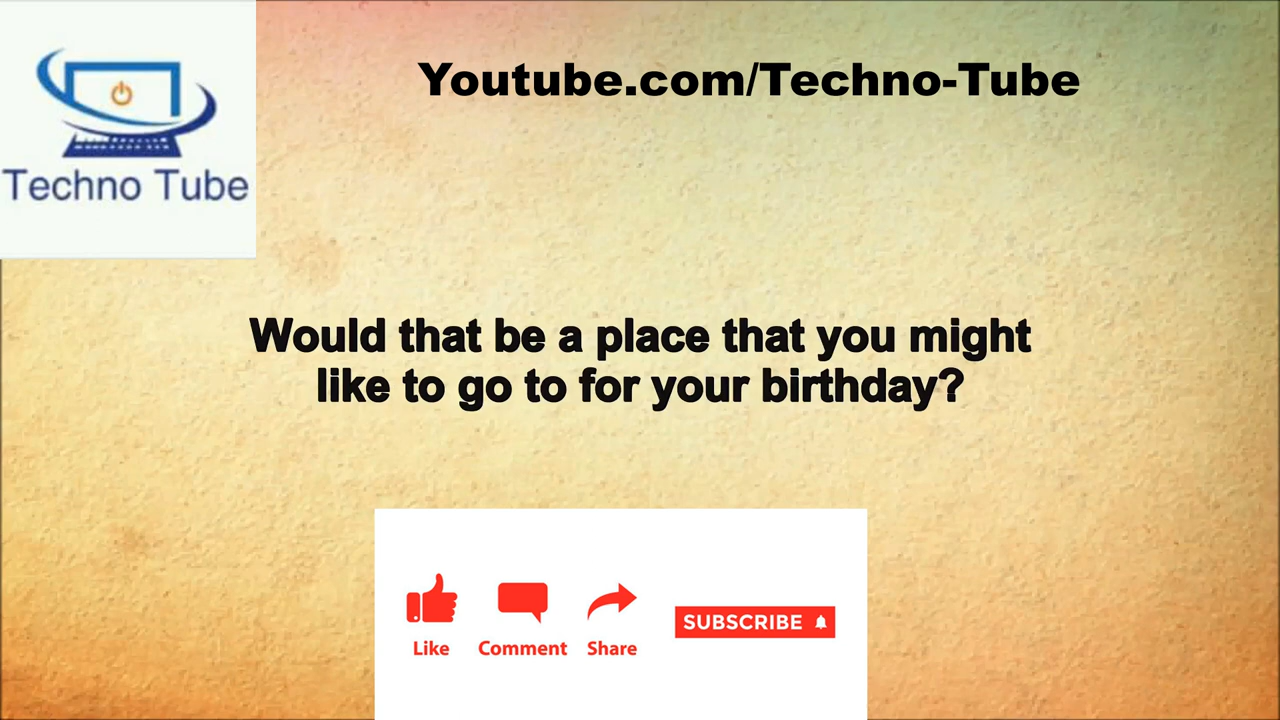 Techno Tube
Youtube.com/Techno-Tube
Would that be a place that you might
like to go to for your birthday?
Like
Comment
Share
SUBSCRIBE